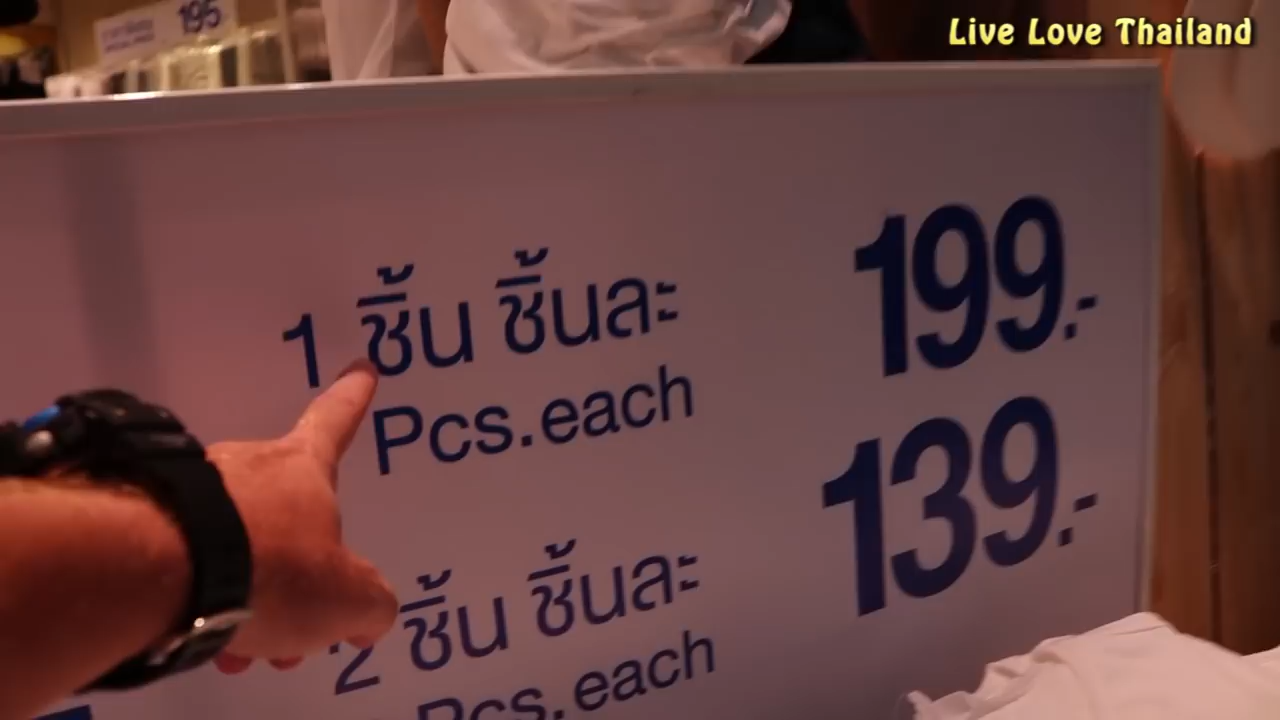 Live Love Thailand
195
1 ชิ้น ชิ้นละ 199.-
Pcs.each
2 ชิ้น ชิ้นละ 139.-
Pcs.each